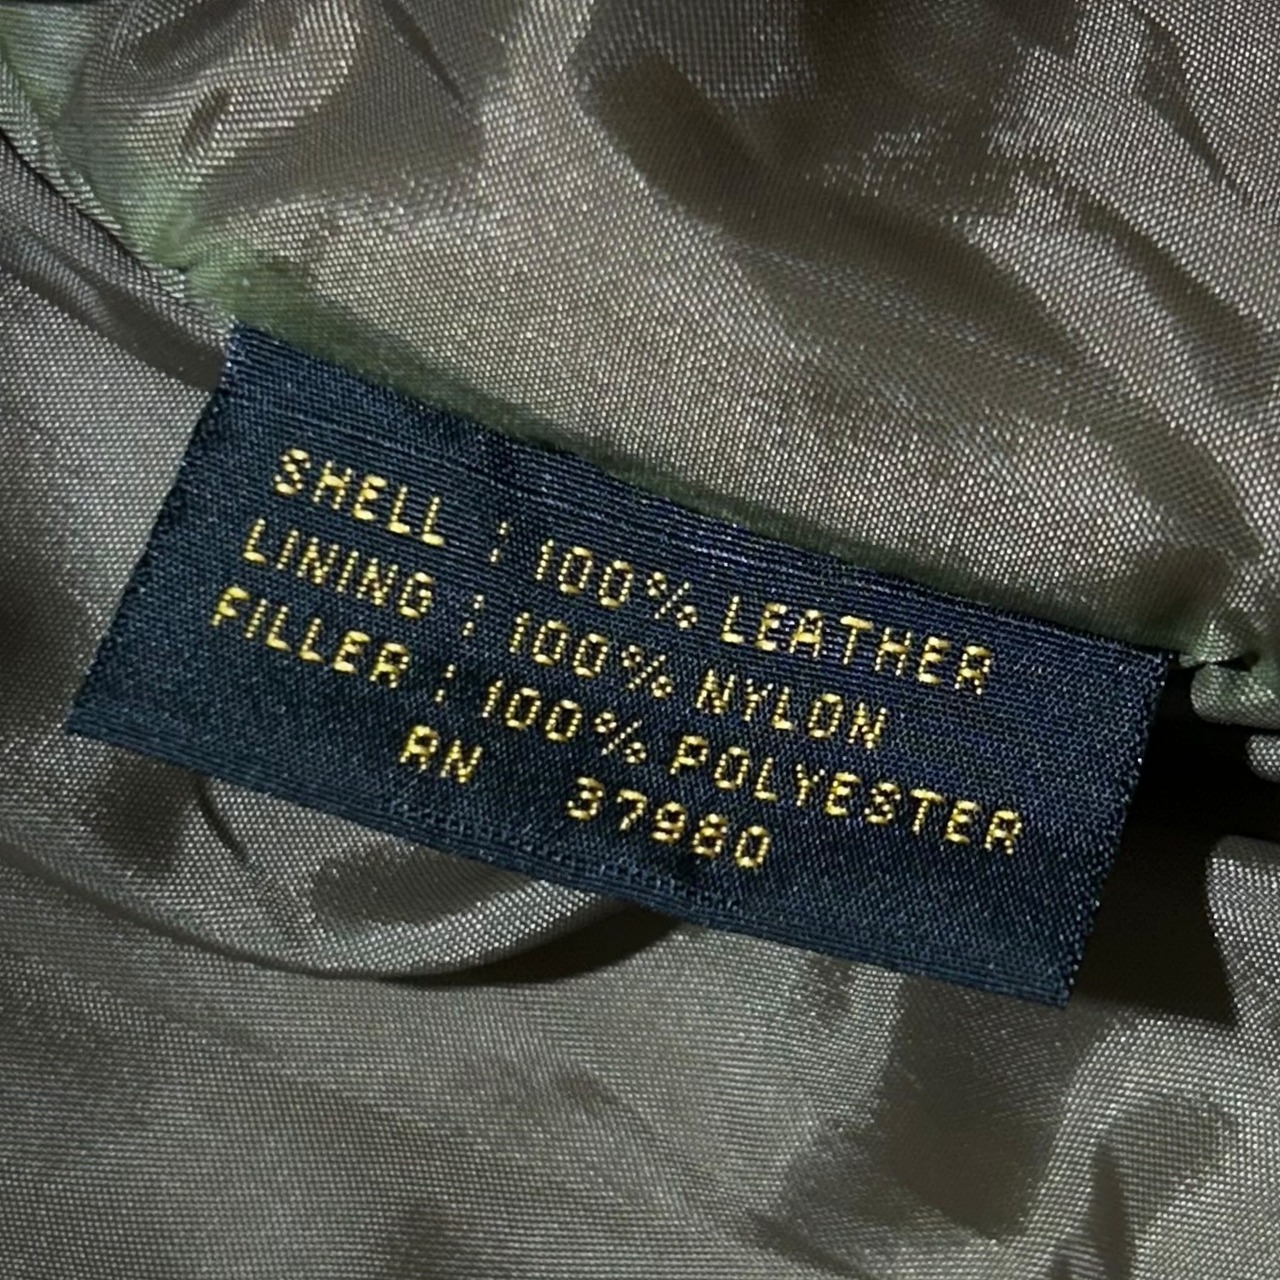 SHELL : 100% LEATHER
LINING : 100% NYLON
FILLER : 100% POLYESTER
RN 37980